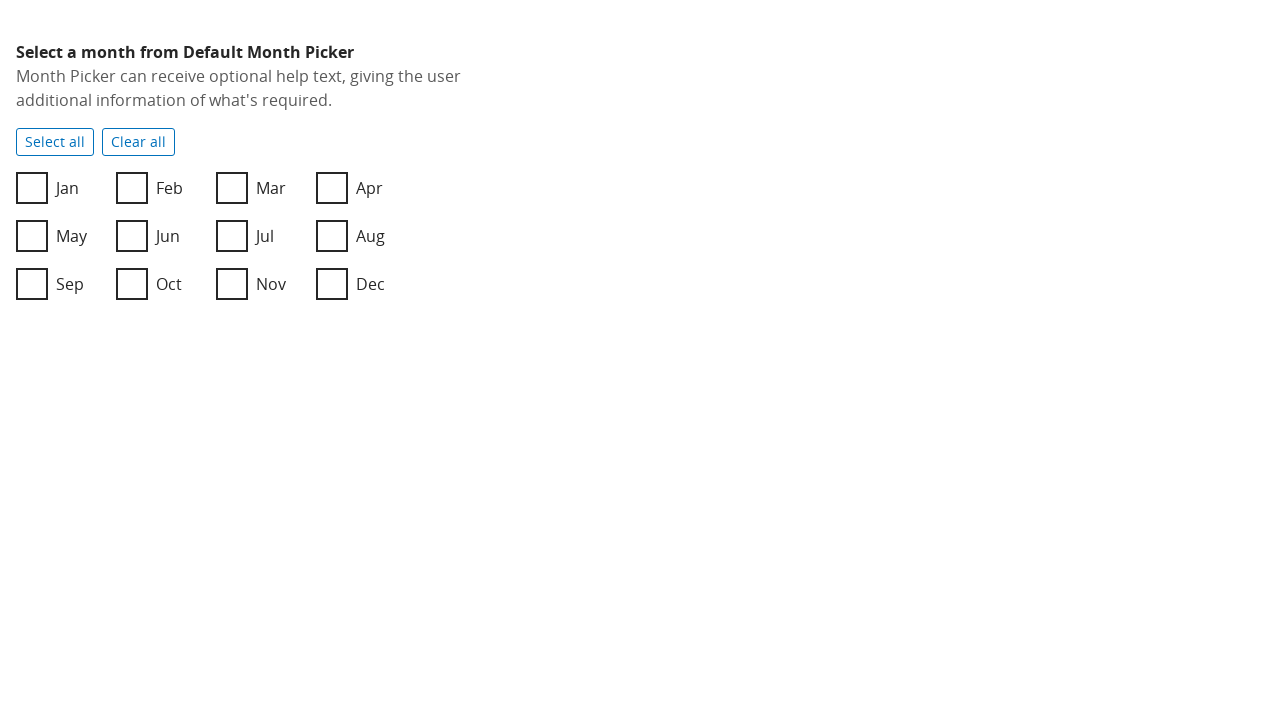 Select a month from Default Month Picker
Month Picker can receive optional help text, giving the user
additional information of what's required.
Select all Clear all
Jan Feb Mar Apr
May Jun Jul Aug
Sep Oct Nov Dec